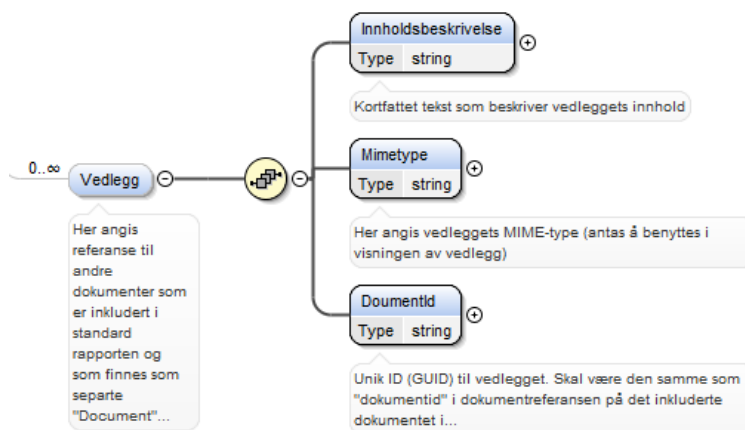 Innholdsbeskrivelse
Type string
Kortfattet tekst som beskriver vedleggets innhold
0..∞
Vedlegg
Her angis
referanse til
andre
dokumenter som
er inkludert i
standard
rapporten og
som finnes som
separte
"Document"...
Mimetype
Type string
Her angis vedleggets MIME-type (antas å benyttes i
visningen av vedlegg)
DoumentId
Type string
Unik ID (GUID) til vedlegget. Skal være den samme som
"dokumentid" i dokumentreferansen på det inkluderte
dokumentet i...